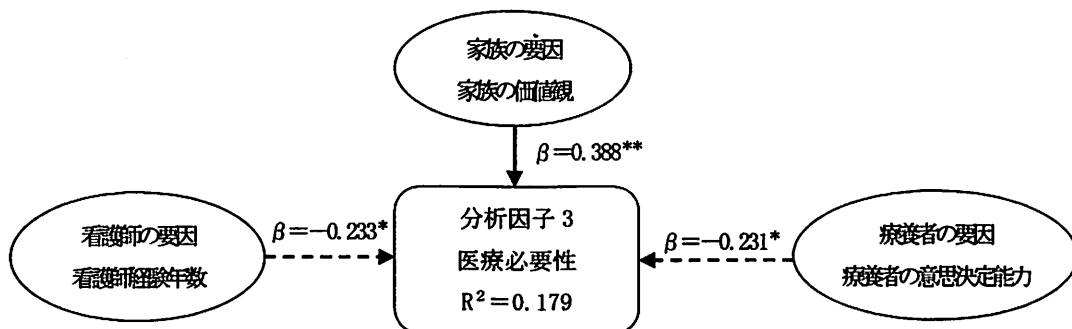 家族の要因
家族の価値観
β=0.388**
看護師の要因
看護師経験年数
β=-0.233*
分析因子 3
医療必要性
R²=0.179
β=-0.231*
療養者の要因
療養者の意思決定能力